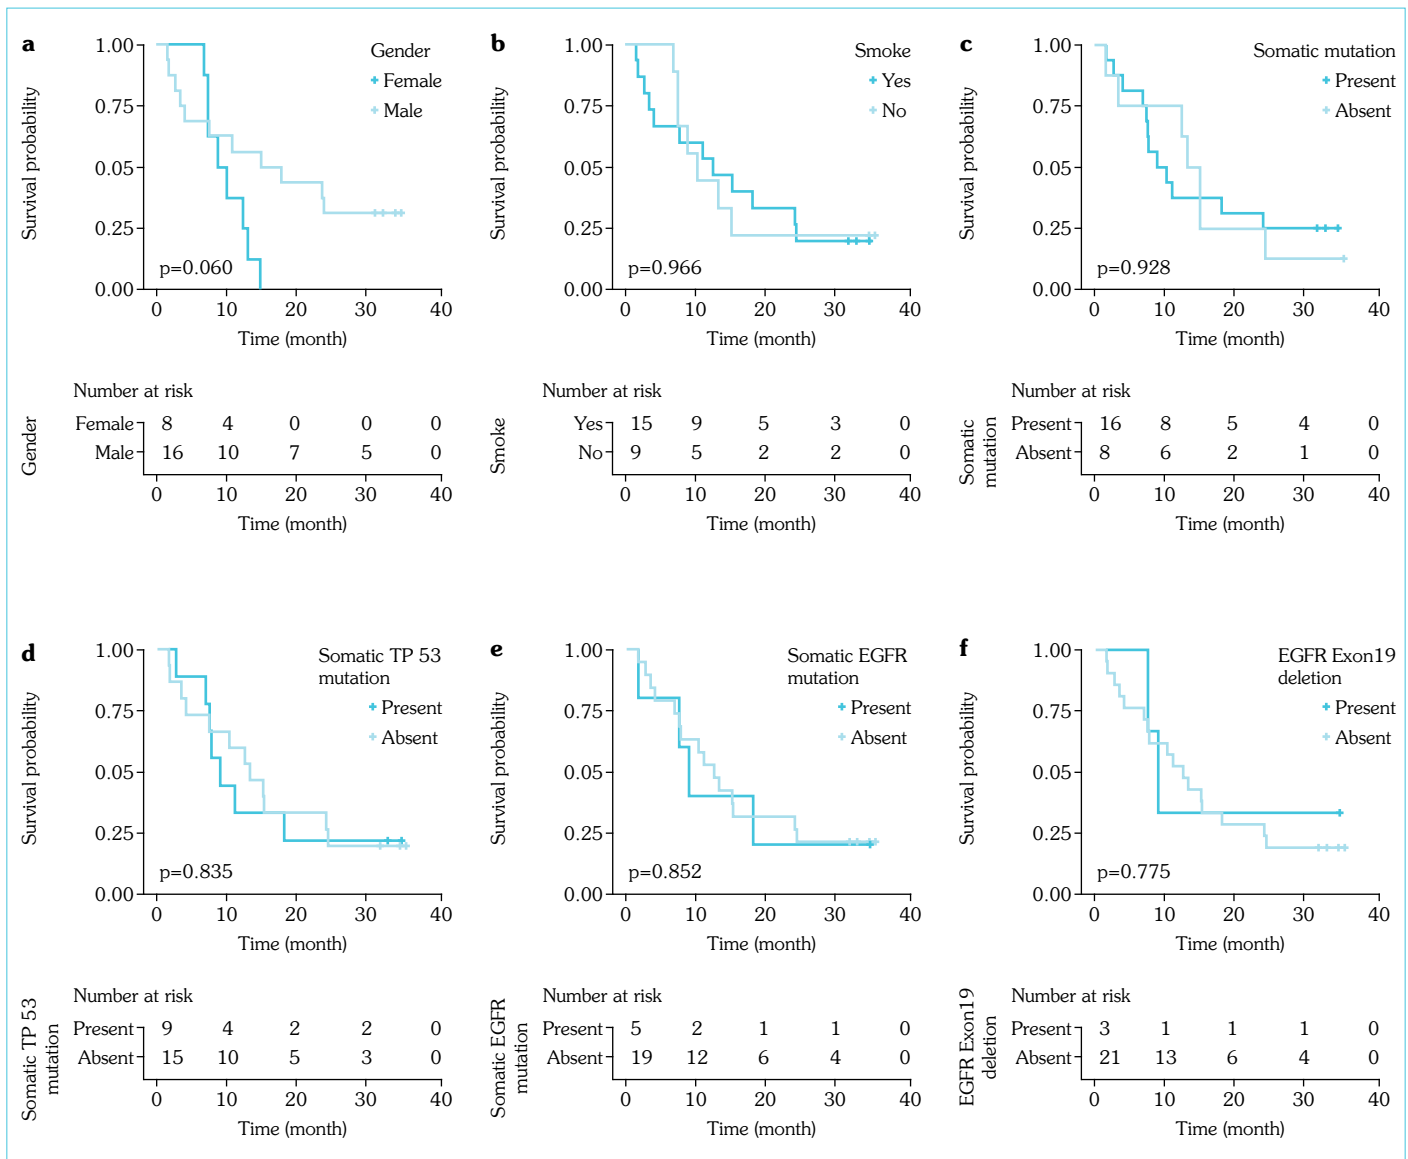 a
Gender
Female
Male
1.00
0.75
0.05
0.25
0.00
Survival probability
p=0.060
0 10 20 30 40
Time (month)
Number at risk
Gender
Female 8 4 0 0 0
Male 16 10 7 5 0
0 10 20 30 40
Time (month)
b
Smoke
Yes
No
1.00
0.75
0.05
0.25
0.00
Survival probability
p=0.966
0 10 20 30 40
Time (month)
Number at risk
Smoke
Yes 15 9 5 3 0
No 9 5 2 2 0
0 10 20 30 40
Time (month)
c
Somatic mutation
Present
Absent
1.00
0.75
0.05
0.25
0.00
Survival probability
p=0.928
0 10 20 30 40
Time (month)
Number at risk
Somatic
mutation
Present 16 8 5 4 0
Absent 8 6 2 1 0
0 10 20 30 40
Time (month)
d
Somatic TP 53
mutation
Present
Absent
1.00
0.75
0.05
0.25
0.00
Survival probability
p=0.835
0 10 20 30 40
Time (month)
Number at risk
Somatic TP 53
mutation
Present 9 4 2 2 0
Absent 15 10 5 3 0
0 10 20 30 40
Time (month)
e
Somatic EGFR
mutation
Present
Absent
1.00
0.75
0.05
0.25
0.00
Survival probability
p=0.852
0 10 20 30 40
Time (month)
Number at risk
Somatic EGFR
mutation
Present 5 2 1 1 0
Absent 19 12 6 4 0
0 10 20 30 40
Time (month)
f
EGFR Exon19
deletion
Present
Absent
1.00
0.75
0.05
0.25
0.00
Survival probability
p=0.775
0 10 20 30 40
Time (month)
Number at risk
EGFR Exon19
deletion
Present 3 1 1 1 0
Absent 21 13 6 4 0
0 10 20 30 40
Time (month)